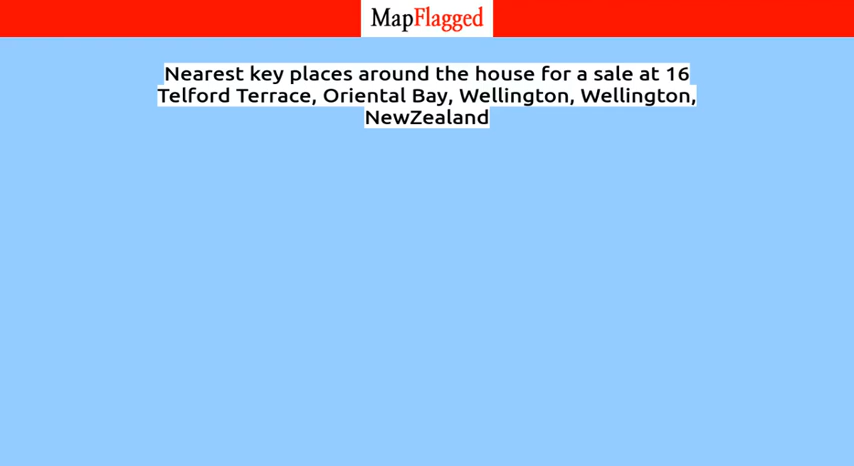 MapFlagged
Nearest key places around the house for a sale at 16
Telford Terrace, Oriental Bay, Wellington, Wellington,
NewZealand